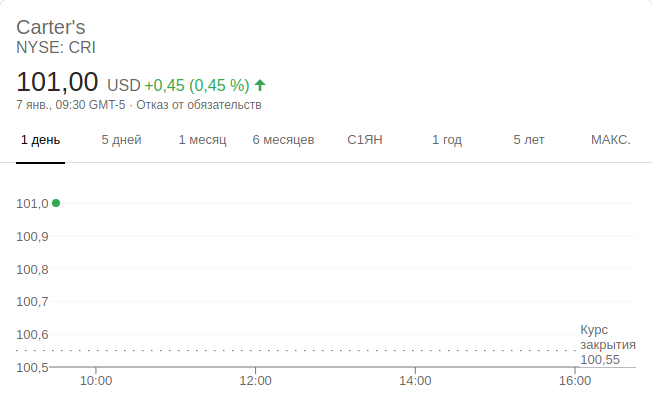 Carter's
NYSE: CRI
101,00 USD +0,45 (0,45 %)
7 янв., 09:30 GMT-5 · Отказ от обязательств
1 день 5 дней 1 месяц 6 месяцев С1ЯН 1 год 5 лет МАКС.
101,0
100,9
100,8
100,7
100,6
Курс
закрытия
100,55
100,5
10:00 12:00 14:00 16:00